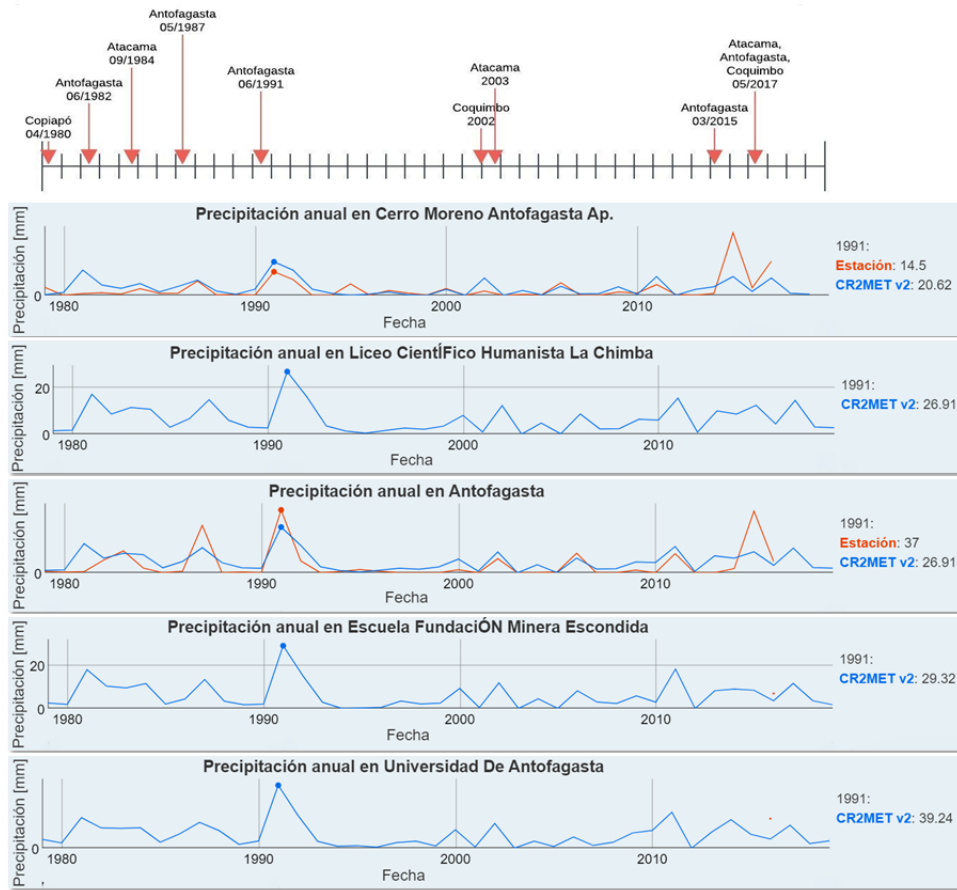 Antofagasta
05/1987
Atacama
09/1984
Antofagasta
06/1982
Antofagasta
06/1991
Copiapó
04/1980
Atacama
2003
Coquimbo
2002
Atacama,
Antofagasta,
Coquimbo
05/2017
Antofagasta
03/2015
Precipitación anual en Cerro Moreno Antofagasta Ap.
Precipitación [mm]
0
1980
1990
2000
2010
Fecha
1991:
Estación: 14.5
CR2MET v2: 20.62
Precipitación anual en Liceo CientÍFico Humanista La Chimba
Precipitación [mm]
20
0
1980
1990
2000
2010
Fecha
1991:
CR2MET v2: 26.91
Precipitación anual en Antofagasta
Precipitación [mm]
0
1980
1990
2000
2010
Fecha
1991:
Estación: 37
CR2MET v2: 26.91
Precipitación anual en Escuela FundaciÓN Minera Escondida
Precipitación [mm]
20
0
1980
1990
2000
2010
Fecha
1991:
CR2MET v2: 29.32
Precipitación anual en Universidad De Antofagasta
Precipitación [mm]
0
1980
1990
2000
2010
Fecha
1991:
CR2MET v2: 39.24